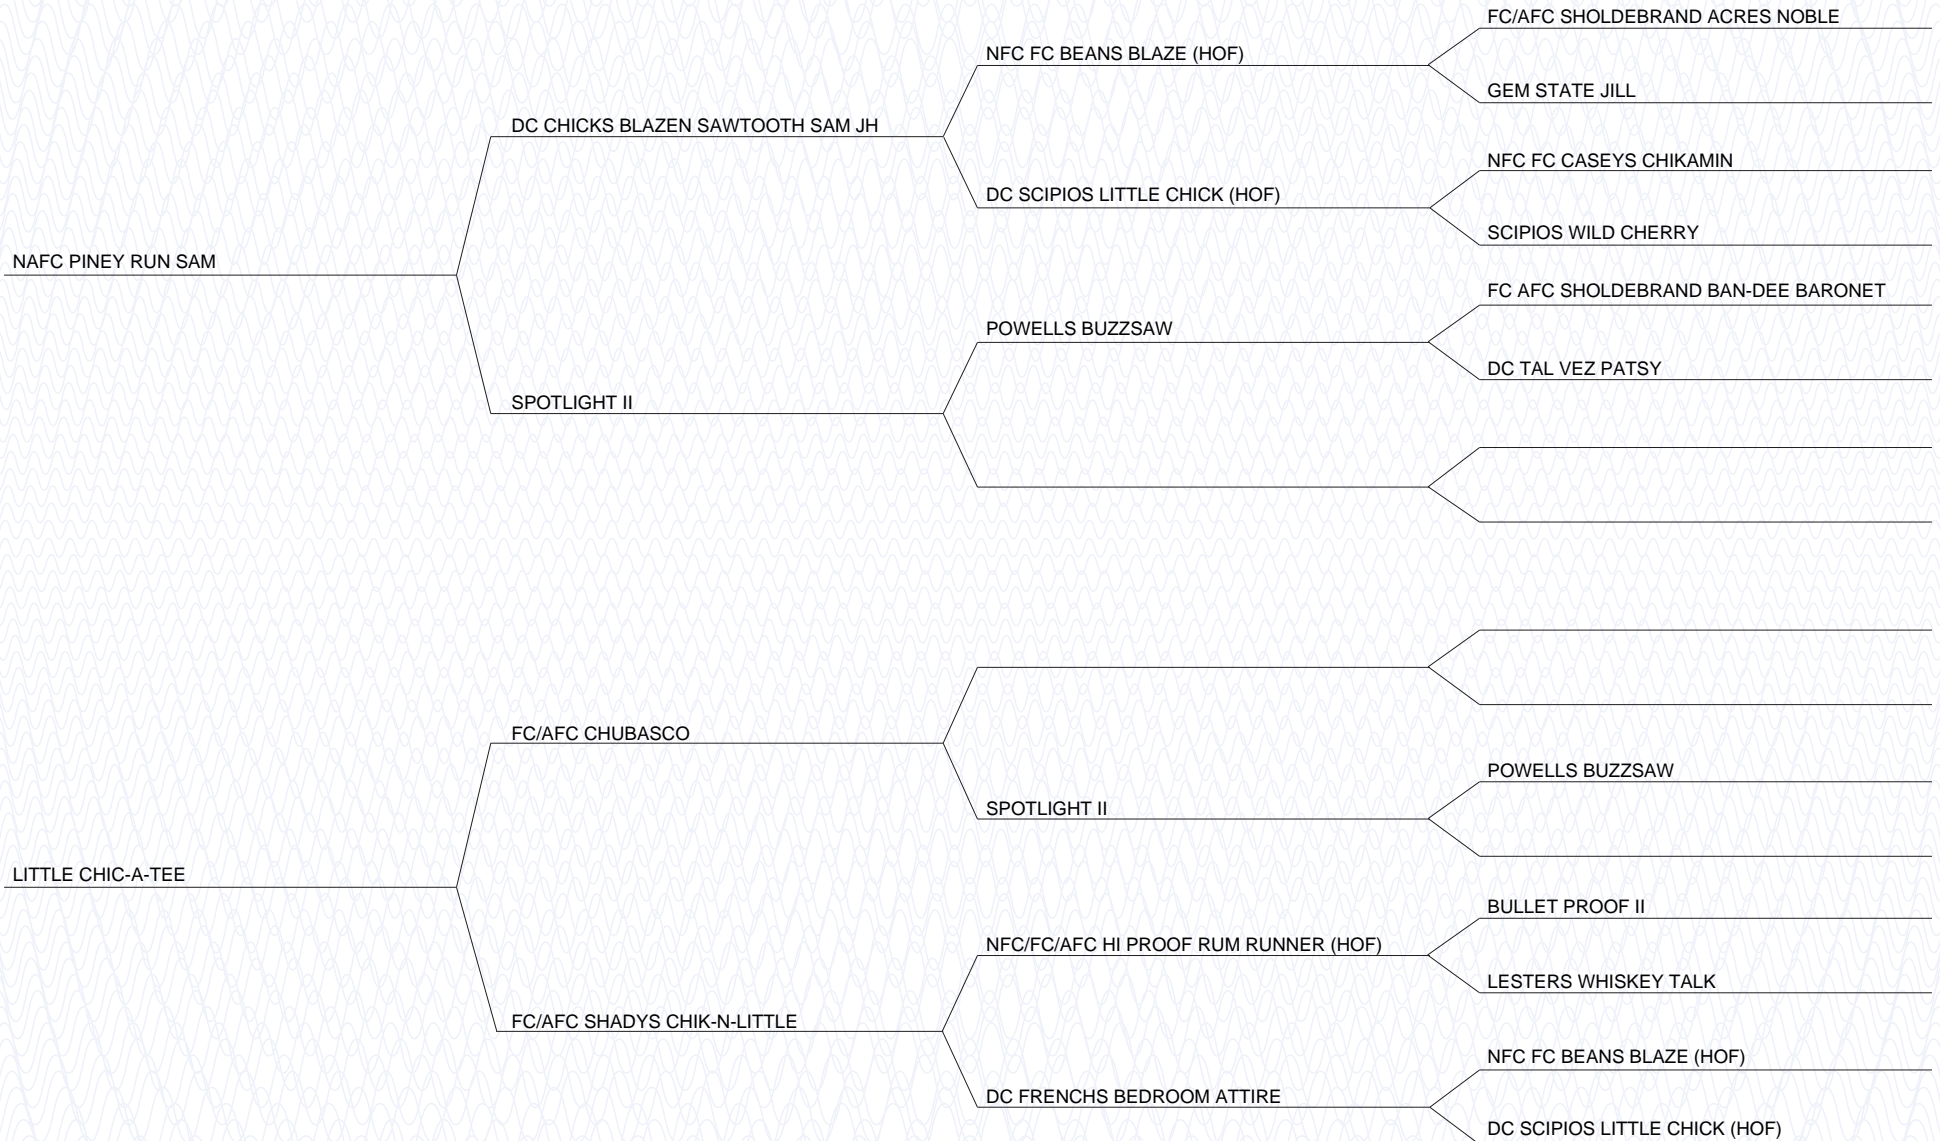 FC/AFC SHOLDEBRAND ACRES NOBLE
NFC FC BEANS BLAZE (HOF)
GEM STATE JILL
DC CHICKS BLAZEN SAWTOOTH SAM JH
NFC FC CASEYS CHIKAMIN
DC SCIPIOS LITTLE CHICK (HOF)
SCIPIOS WILD CHERRY
NAFC PINEY RUN SAM
FC AFC SHOLDEBRAND BAN-DEE BARONET
POWELLS BUZZSAW
DC TAL VEZ PATSY
SPOTLIGHT II
FC/AFC CHUBASCO
POWELLS BUZZSAW
SPOTLIGHT II
LITTLE CHIC-A-TEE
BULLET PROOF II
NFC/FC/AFC HI PROOF RUM RUNNER (HOF)
LESTERS WHISKEY TALK
FC/AFC SHADYS CHIK-N-LITTLE
NFC FC BEANS BLAZE (HOF)
DC FRENCHS BEDROOM ATTIRE
DC SCIPIOS LITTLE CHICK (HOF)